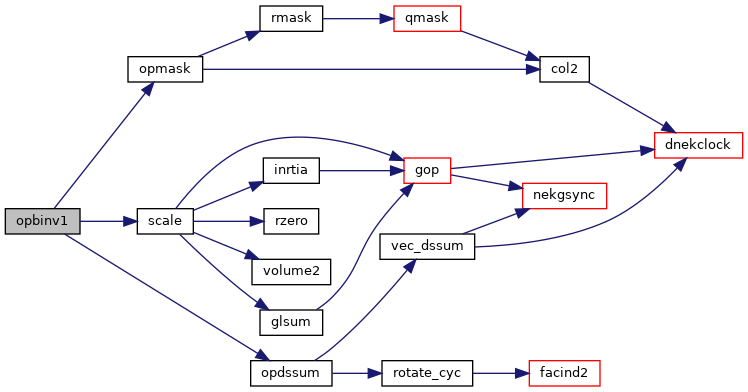 rmask
qmask
opmask
col2
dnekclock
inrtia
gop
nekgsync
opbinv1
scale
rzero
vec_dssum
volume2
glsum
opdssum
rotate_cyc
facind2